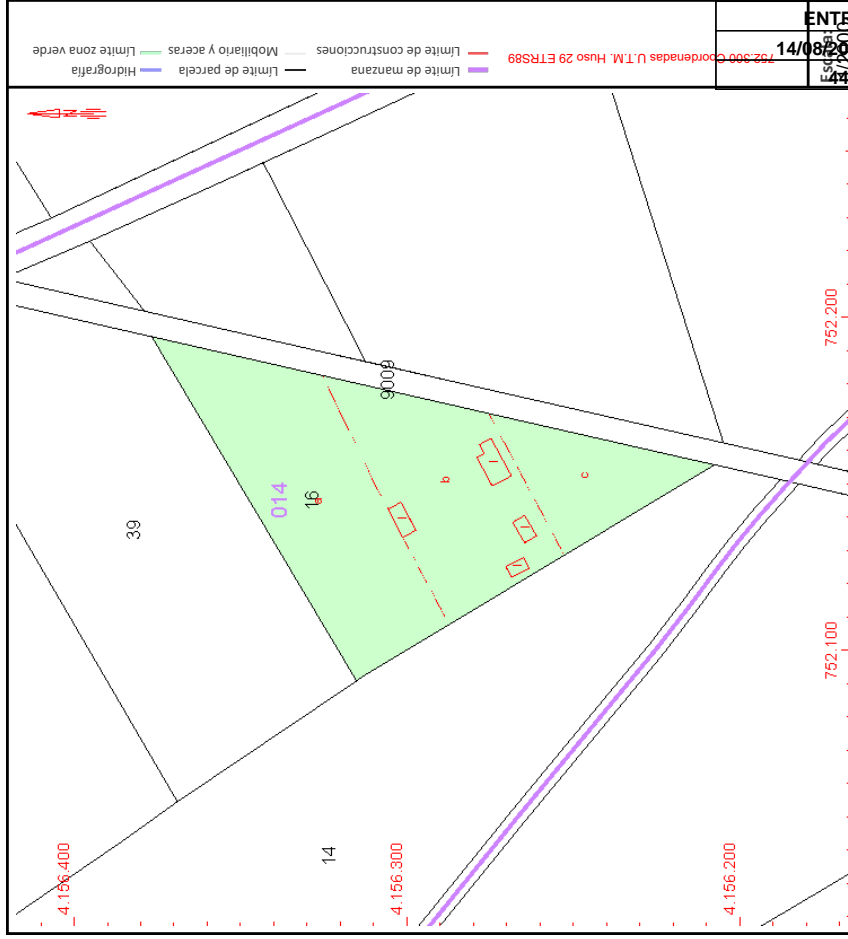 Límite de manzana
Límite de parcela
Hidrografía
Límite de construcciones
Mobiliario y aceras
Límite zona verde
752.300 Coordenadas U.T.M. Huso 29 ETRS89
ENTR
14/08/20
44
752.200
752.100
4.156.400
4.156.300
4.156.200
39
014
16
a
9009
b
c
I
I
I
I
14
N